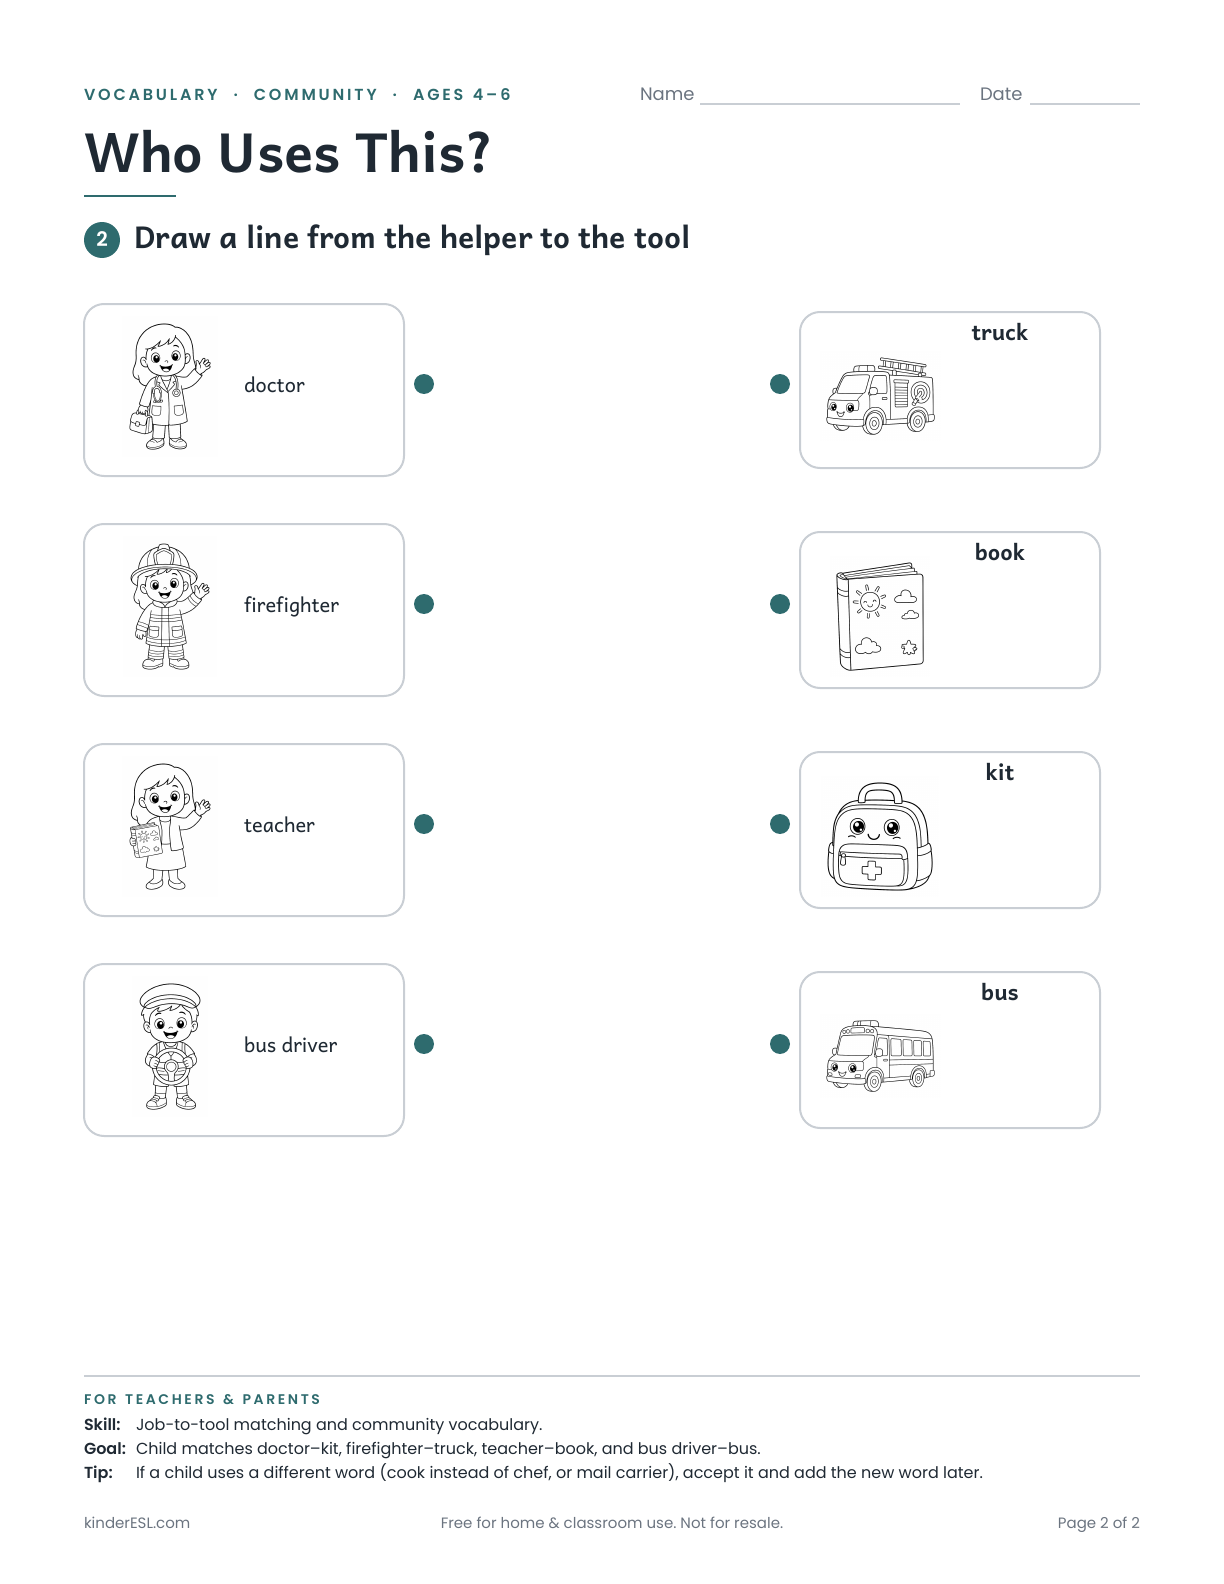 VOCABULARY · COMMUNITY · AGES 4–6
Name Date
Who Uses This?
2 Draw a line from the helper to the tool
doctor
truck
firefighter
book
teacher
kit
bus driver
bus
FOR TEACHERS & PARENTS
Skill: Job-to-tool matching and community vocabulary.
Goal: Child matches doctor–kit, firefighter–truck, teacher–book, and bus driver–bus.
Tip: If a child uses a different word (cook instead of chef, or mail carrier), accept it and add the new word later.
kinderESL.com Free for home & classroom use. Not for resale. Page 2 of 2